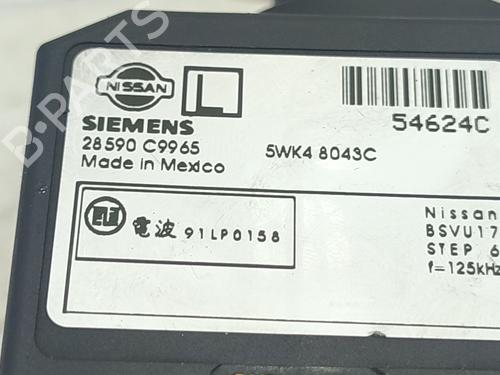 B-PARTS
NISSAN
L
54624C
SIEMENS
28590 C9965
5WK4 8043C
Made in Mexico
電波 91LP0158
Nissan
BSVU17
STEP 6
f=125kHz